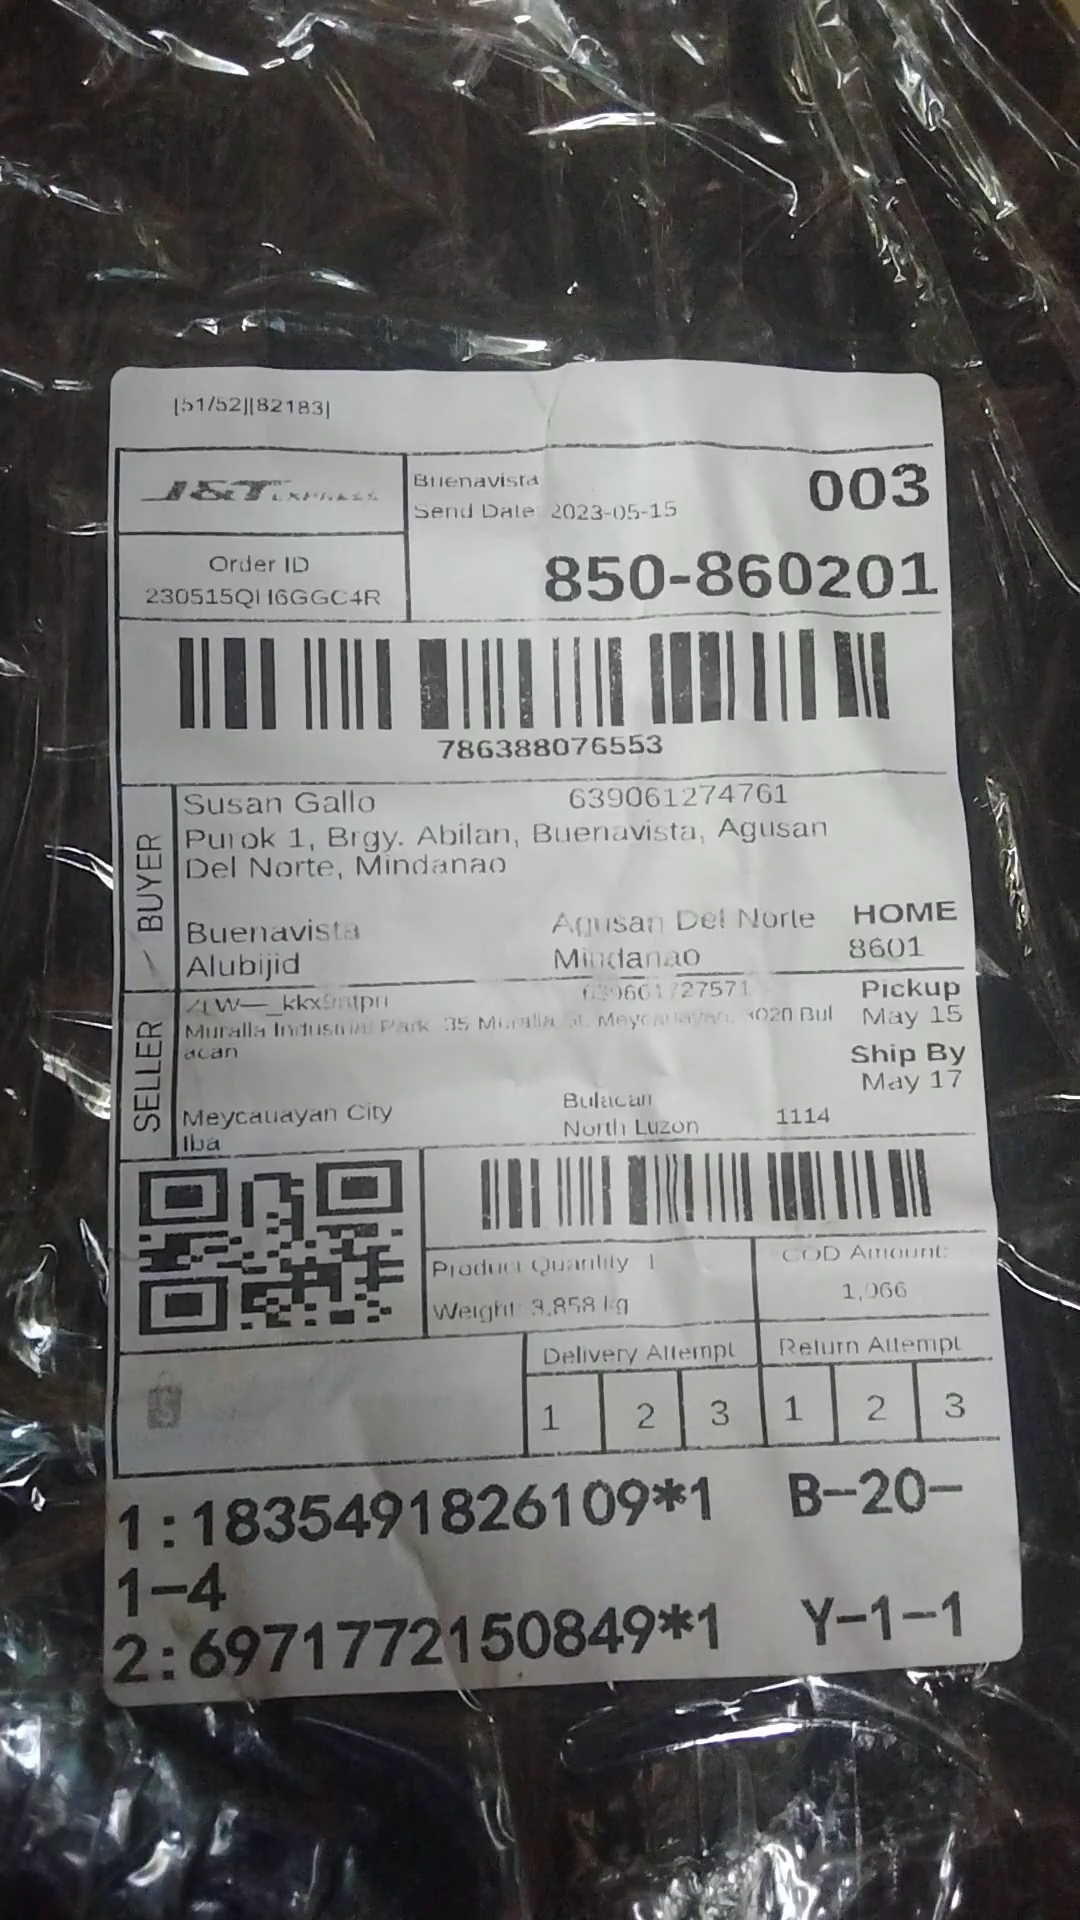 [51/52][82183]
J&T EXPRESS
Buenavista
003
Send Date 2023-05-15
Order ID
850-860201
786388076553
BUYER
Susan Gallo 639061274761
Purok 1, Brgy. Abilan, Buenavista, Agusan
Del Norte, Mindanao
Buenavista Agusan Del Norte HOME
Alubijid Mindanao 8601
SELLER
Pickup
Muralla Industrial Park 35 Muralla St. Meycauayan, 3020 Bul May 15
acan
Ship By
May 17
Meycauayan City Bulacan
Iba North Luzon 1114
Product Quantity 1
COD Amount:
Weight: 3.858 kg
1,066
Delivery Attempt Return Attempt
1 2 3 1 2 3
1:1835491826109*1 B-20-
1-4
2:6971772150849*1 Y-1-1